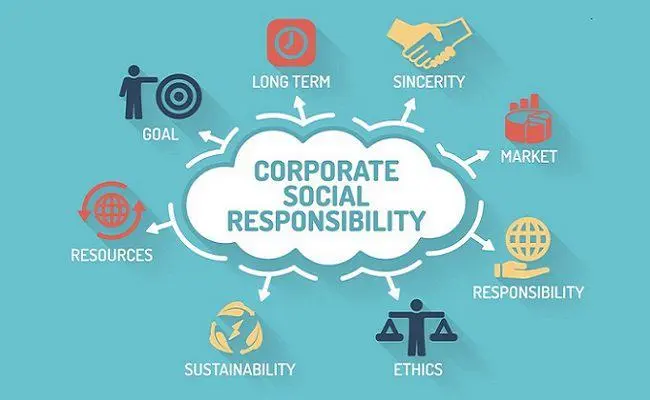 LONG TERM
SINCERITY
GOAL
MARKET
CORPORATE
SOCIAL
RESPONSIBILITY
RESOURCES
RESPONSIBILITY
SUSTAINABILITY
ETHICS